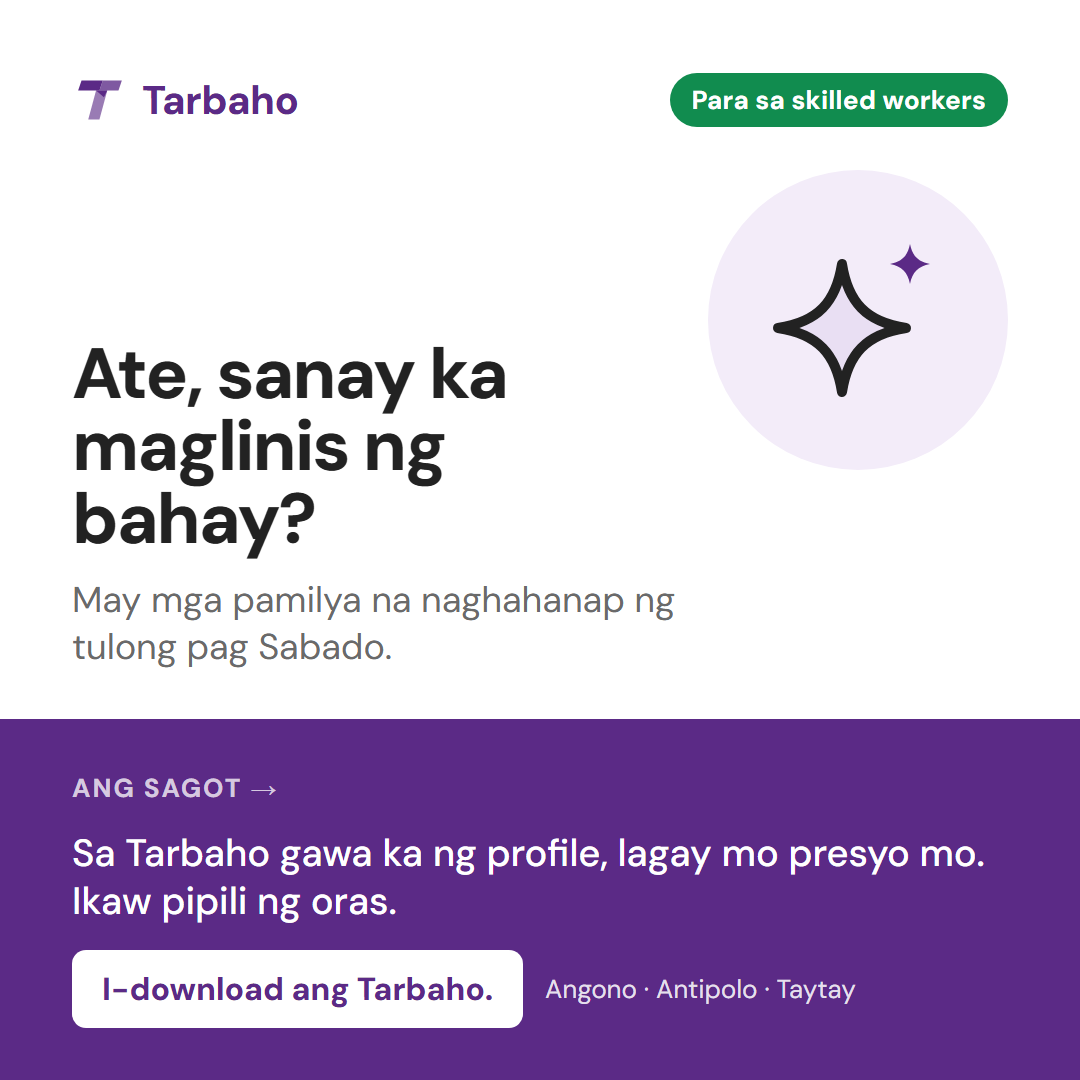 Tarbaho
Para sa skilled workers
Ate, sanay ka
maglinis ng
bahay?
May mga pamilya na naghahanap ng
tulong pag Sabado.
ANG SAGOT →
Sa Tarbaho gawa ka ng profile, lagay mo presyo mo.
Ikaw pipili ng oras.
I-download ang Tarbaho.
Angono · Antipolo · Taytay